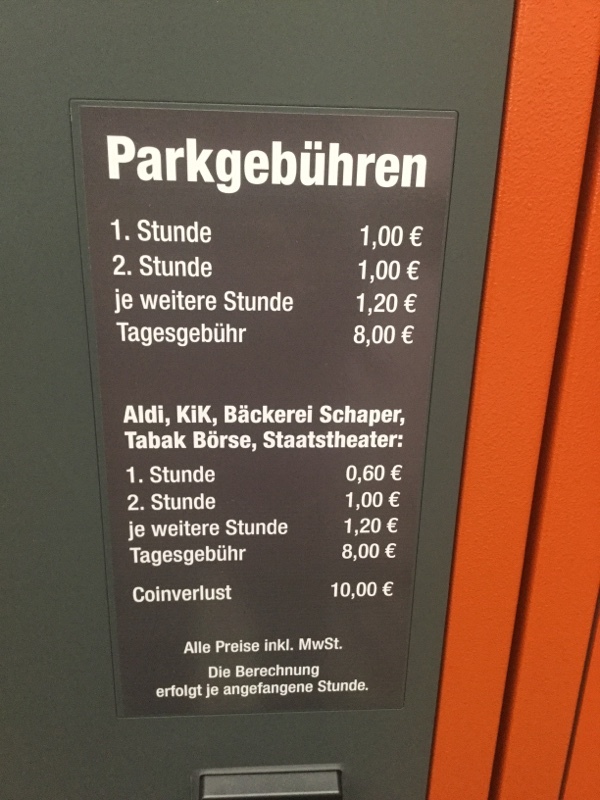 Parkgebühren
1. Stunde 1,00 €
2. Stunde 1,00 €
je weitere Stunde 1,20 €
Tagesgebühr 8,00 €
Aldi, KiK, Bäckerei Schaper,
Tabak Börse, Staatstheater:
1. Stunde 0,60 €
2. Stunde 1,00 €
je weitere Stunde 1,20 €
Tagesgebühr 8,00 €
Coinverlust 10,00 €
Alle Preise inkl. MwSt.
Die Berechnung
erfolgt je angefangene Stunde.